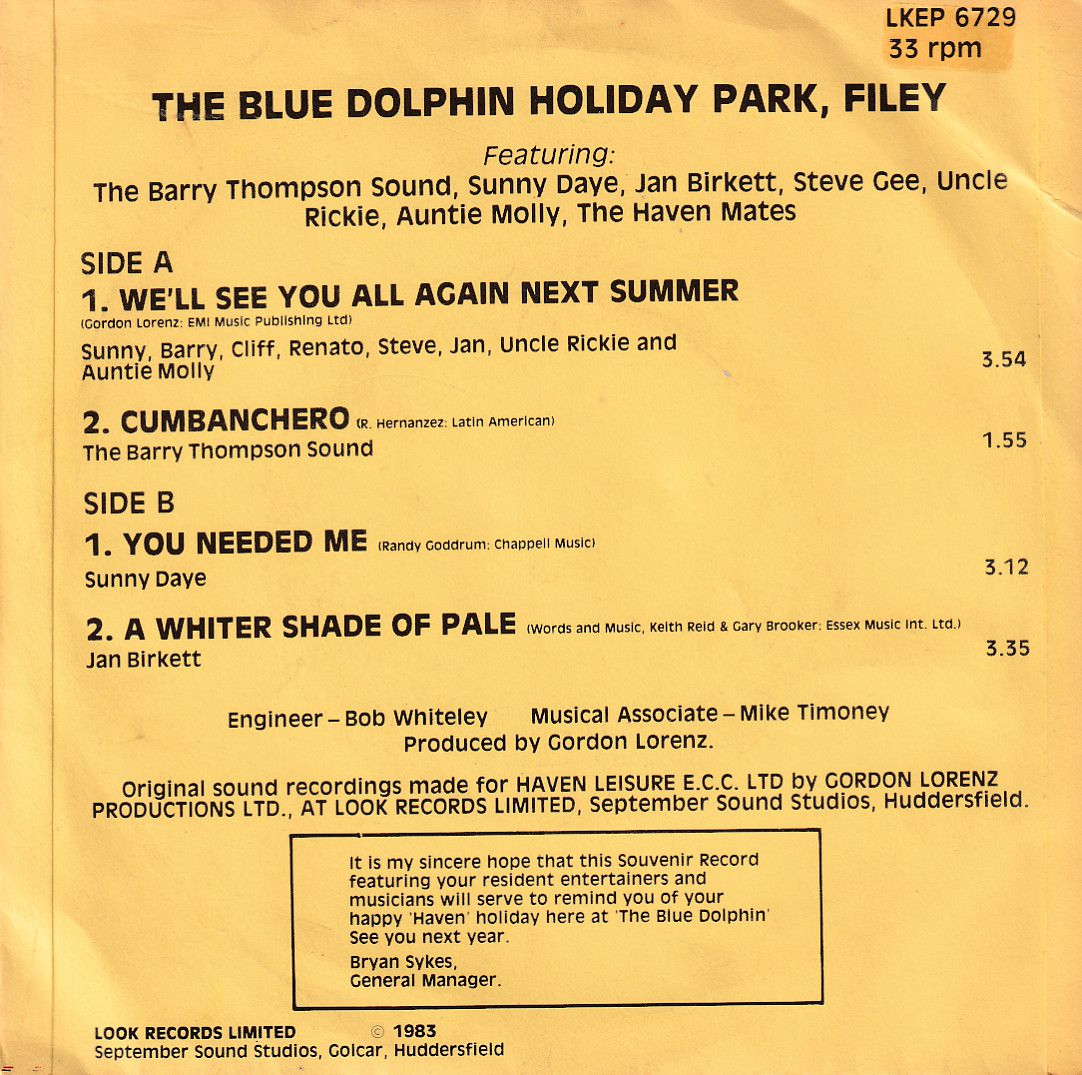 LKEP 6729
33 rpm
THE BLUE DOLPHIN HOLIDAY PARK, FILEY
Featuring:
The Barry Thompson Sound, Sunny Daye, Jan Birkett, Steve Gee, Uncle
Rickie, Auntie Molly, The Haven Mates
SIDE A
1. WE'LL SEE YOU ALL AGAIN NEXT SUMMER
(Gordon Lorenz: EMI Music Publishing Ltd)
Sunny, Barry, Cliff, Renato, Steve, Jan, Uncle Rickie and
Auntie Molly 3.54
2. CUMBANCHERO (R. Hernanzez: Latin American)
The Barry Thompson Sound 1.55
SIDE B
1. YOU NEEDED ME (Randy Goddrum: Chappell Music)
Sunny Daye 3.12
2. A WHITER SHADE OF PALE (Words and Music, Keith Reid & Gary Brooker: Essex Music Int. Ltd.)
Jan Birkett 3.35
Engineer – Bob Whiteley Musical Associate – Mike Timoney
Produced by Gordon Lorenz.
Original sound recordings made for HAVEN LEISURE E.C.C. LTD by GORDON LORENZ
PRODUCTIONS LTD., AT LOOK RECORDS LIMITED, September Sound Studios, Huddersfield.
It is my sincere hope that this Souvenir Record
featuring your resident entertainers and
musicians will serve to remind you of your
happy 'Haven' holiday here at 'The Blue Dolphin'
See you next year.
Bryan Sykes,
General Manager.
LOOK RECORDS LIMITED © 1983
September Sound Studios, Golcar, Huddersfield